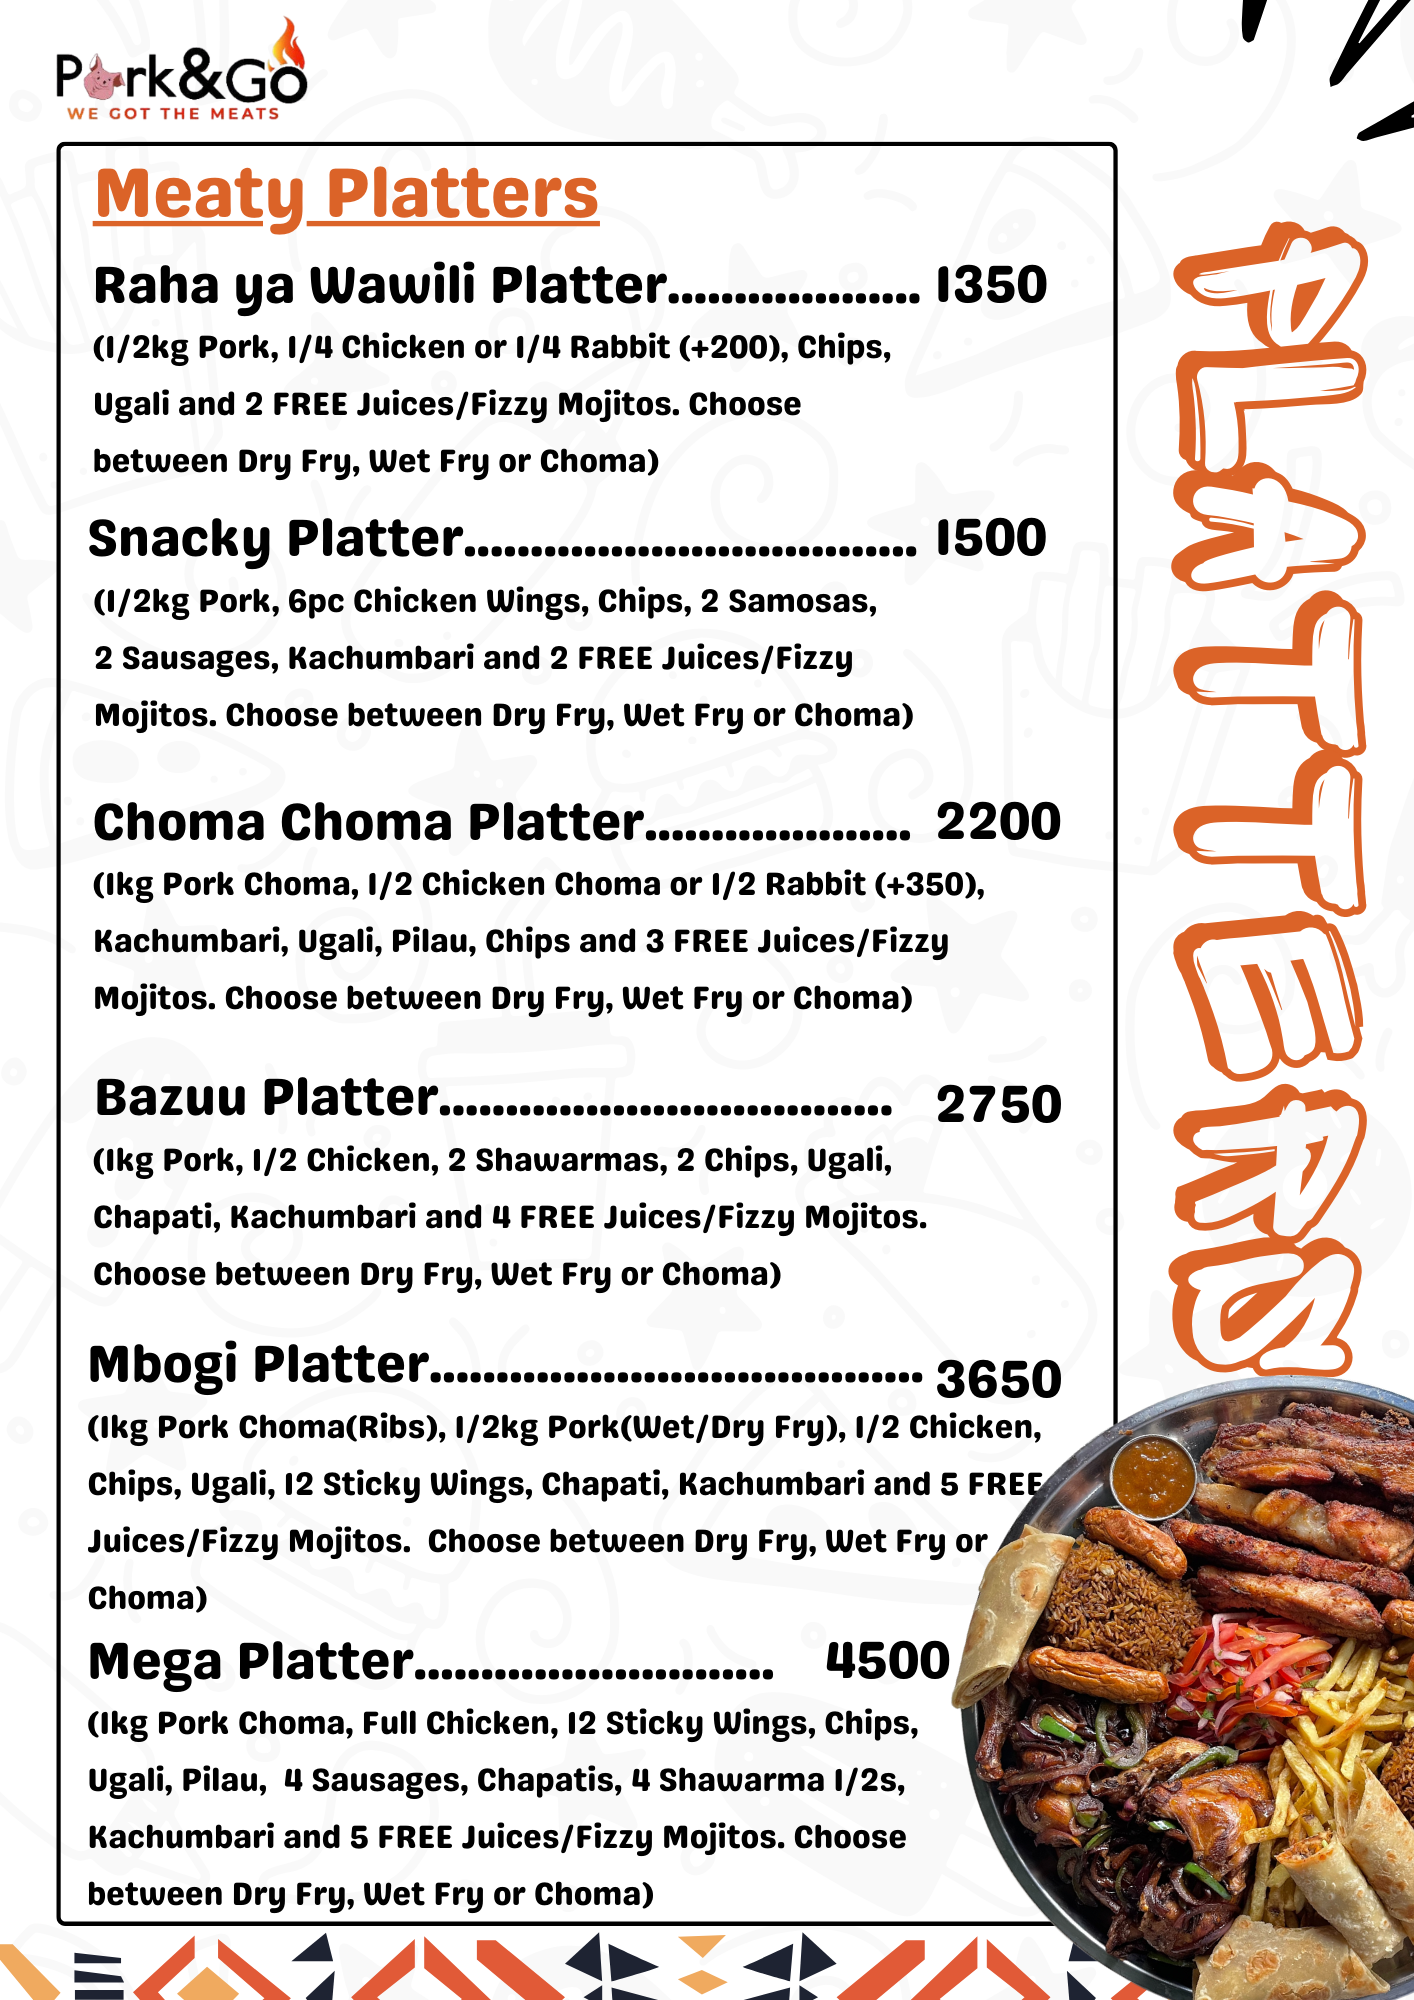 Pork&Go
WE GOT THE MEATS
Meaty Platters
Raha ya Wawili Platter................... 1350
(1/2kg Pork, 1/4 Chicken or 1/4 Rabbit (+200), Chips,
Ugali and 2 FREE Juices/Fizzy Mojitos. Choose
between Dry Fry, Wet Fry or Choma)
Snacky Platter.................................. 1500
(1/2kg Pork, 6pc Chicken Wings, Chips, 2 Samosas,
2 Sausages, Kachumbari and 2 FREE Juices/Fizzy
Mojitos. Choose between Dry Fry, Wet Fry or Choma)
Choma Choma Platter.................... 2200
(1kg Pork Choma, 1/2 Chicken Choma or 1/2 Rabbit (+350),
Kachumbari, Ugali, Pilau, Chips and 3 FREE Juices/Fizzy
Mojitos. Choose between Dry Fry, Wet Fry or Choma)
Bazuu Platter.................................. 2750
(1kg Pork, 1/2 Chicken, 2 Shawarmas, 2 Chips, Ugali,
Chapati, Kachumbari and 4 FREE Juices/Fizzy Mojitos.
Choose between Dry Fry, Wet Fry or Choma)
Mbogi Platter..................................... 3650
(1kg Pork Choma(Ribs), 1/2kg Pork(Wet/Dry Fry), 1/2 Chicken,
Chips, Ugali, 12 Sticky Wings, Chapati, Kachumbari and 5 FREE
Juices/Fizzy Mojitos.  Choose between Dry Fry, Wet Fry or
Choma)
Mega Platter........................... 4500
(1kg Pork Choma, Full Chicken, 12 Sticky Wings, Chips,
Ugali, Pilau,  4 Sausages, Chapatis, 4 Shawarma 1/2s,
Kachumbari and 5 FREE Juices/Fizzy Mojitos. Choose
between Dry Fry, Wet Fry or Choma)
PLATTERS